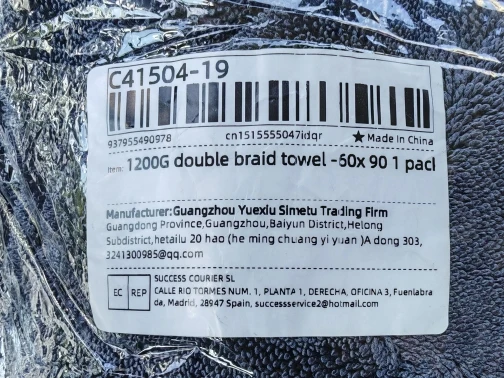 C41504-19
937955490978 cn1515555047idqr ★Made In China
Item: 1200G double braid towel -60x 90 1 pacl
Manufacturer:Guangzhou Yuexiu Simetu Trading Firm
Guangdong Province,Guangzhou,Baiyun District,Helong
Subdistrict,hetailu 20 hao (he ming chuang yi yuan )A dong 303,
3241300985@qq.com
EC REP
SUCCESS COURIER SL
CALLE RIO TORMES NUM. 1, PLANTA 1, DERECHA, OFICINA 3, Fuenlabra
da, Madrid, 28947 Spain, successservice2@hotmail.com